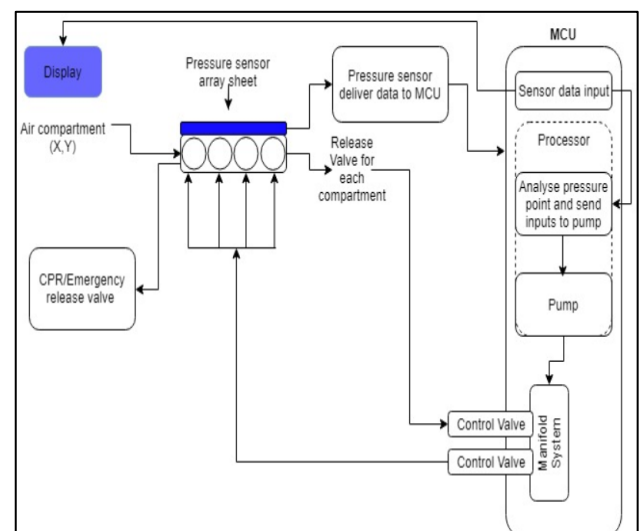 MCU
Display
Pressure sensor
array sheet
Pressure sensor
deliver data to MCU
Sensor data input
Air compartment
(X,Y)
Release
Valve for
each
compartment
Processor
Analyse pressure
point and send
inputs to pump
CPR/Emergency
release valve
Pump
Control Valve
Control Valve
Manifold
System